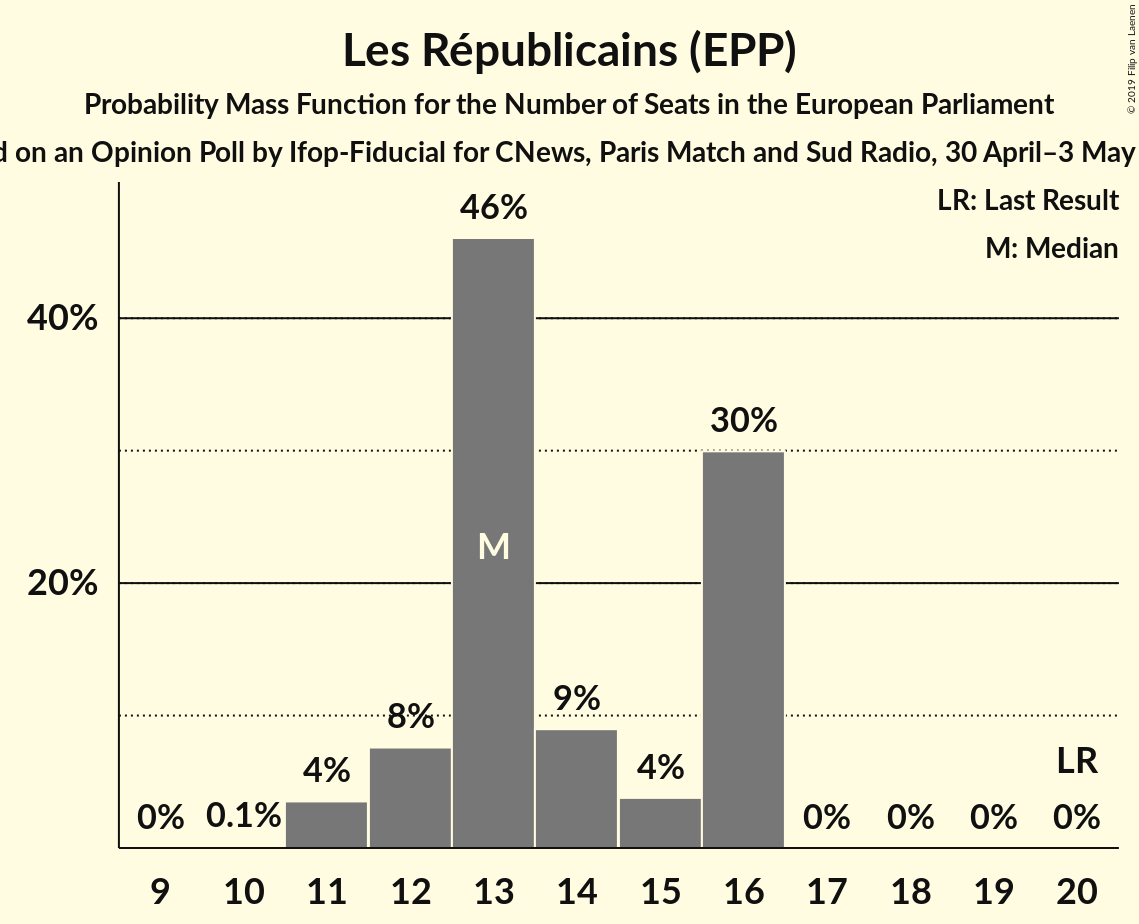 Les Républicains (EPP)
Probability Mass Function for the Number of Seats in the European Parliament
on an Opinion Poll by Ifop-Fiducial for CNews, Paris Match and Sud Radio, 30 April–3 May
© 2019 Filip van Laenen
LR: Last Result
M: Median
40%
20%
0% 0.1% 4% 8% 46% 9% 4% 30% 0% 0% 0% 0%
M
LR
9 10 11 12 13 14 15 16 17 18 19 20